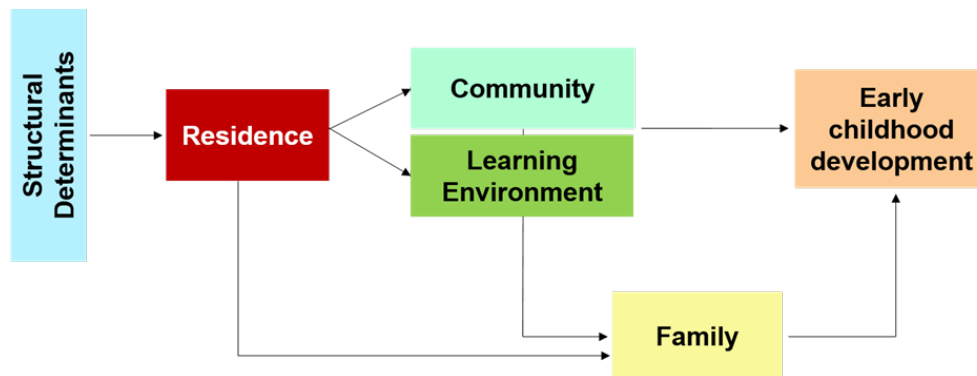 Structural
Determinants
Residence
Community
Learning
Environment
Family
Early
childhood
development